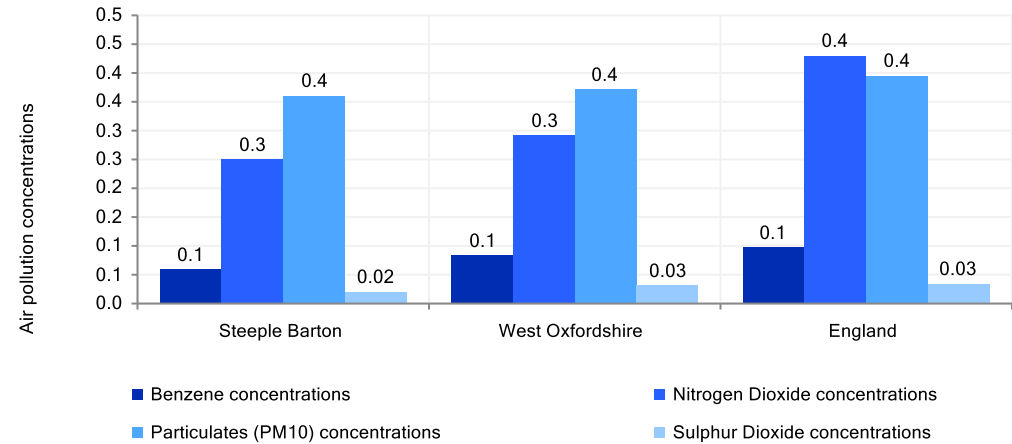 0.5
0.5
0.4
0.4
0.3
0.3
0.2
0.2
0.1
0.1
0.0
Air pollution concentrations
0.1
0.3
0.4
0.02
0.1
0.3
0.4
0.03
0.1
0.4
0.4
0.03
Steeple Barton
West Oxfordshire
England
Benzene concentrations
Nitrogen Dioxide concentrations
Particulates (PM10) concentrations
Sulphur Dioxide concentrations